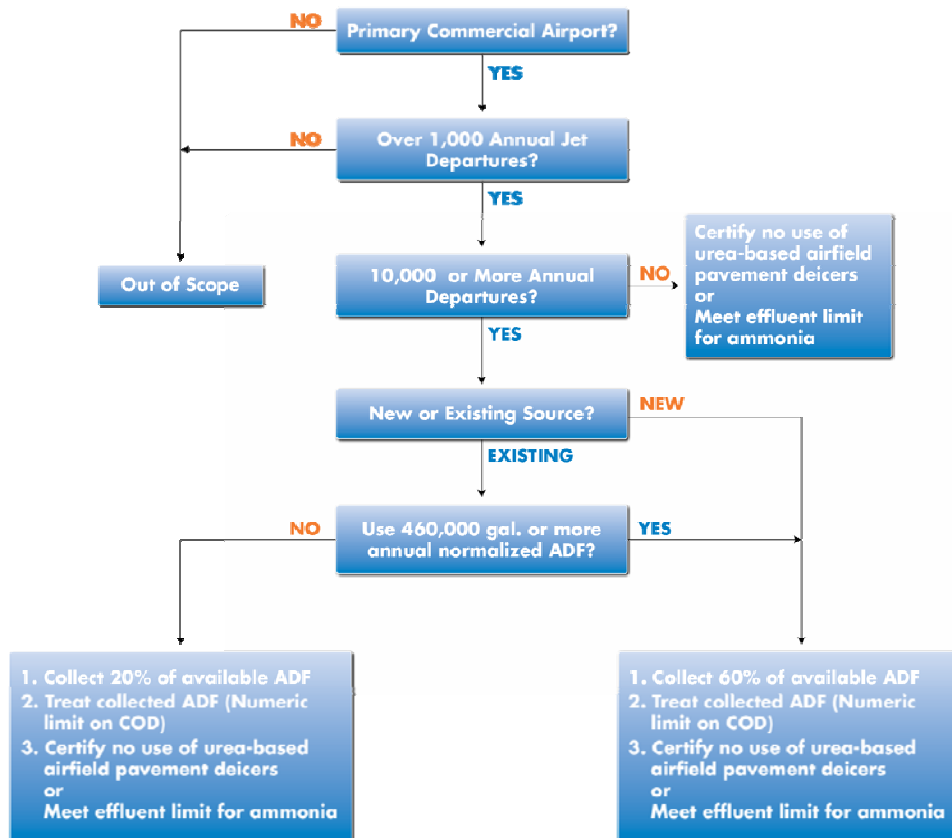 NO
Primary Commercial Airport?
YES
NO
Over 1,000 Annual Jet
Departures?
YES
Out of Scope
10,000 or More Annual
Departures?
NO
Certify no use of
urea-based airfield
pavement deicers
or
Meet effluent limit
for ammonia
YES
New or Existing Source?
NEW
EXISTING
NO
Use 460,000 gal. or more
annual normalized ADF?
YES
1. Collect 20% of available ADF
2. Treat collected ADF (Numeric
limit on COD)
3. Certify no use of urea-based
airfield pavement deicers
or
Meet effluent limit for ammonia
1. Collect 60% of available ADF
2. Treat collected ADF (Numeric
limit on COD)
3. Certify no use of urea-based
airfield pavement deicers
or
Meet effluent limit for ammonia